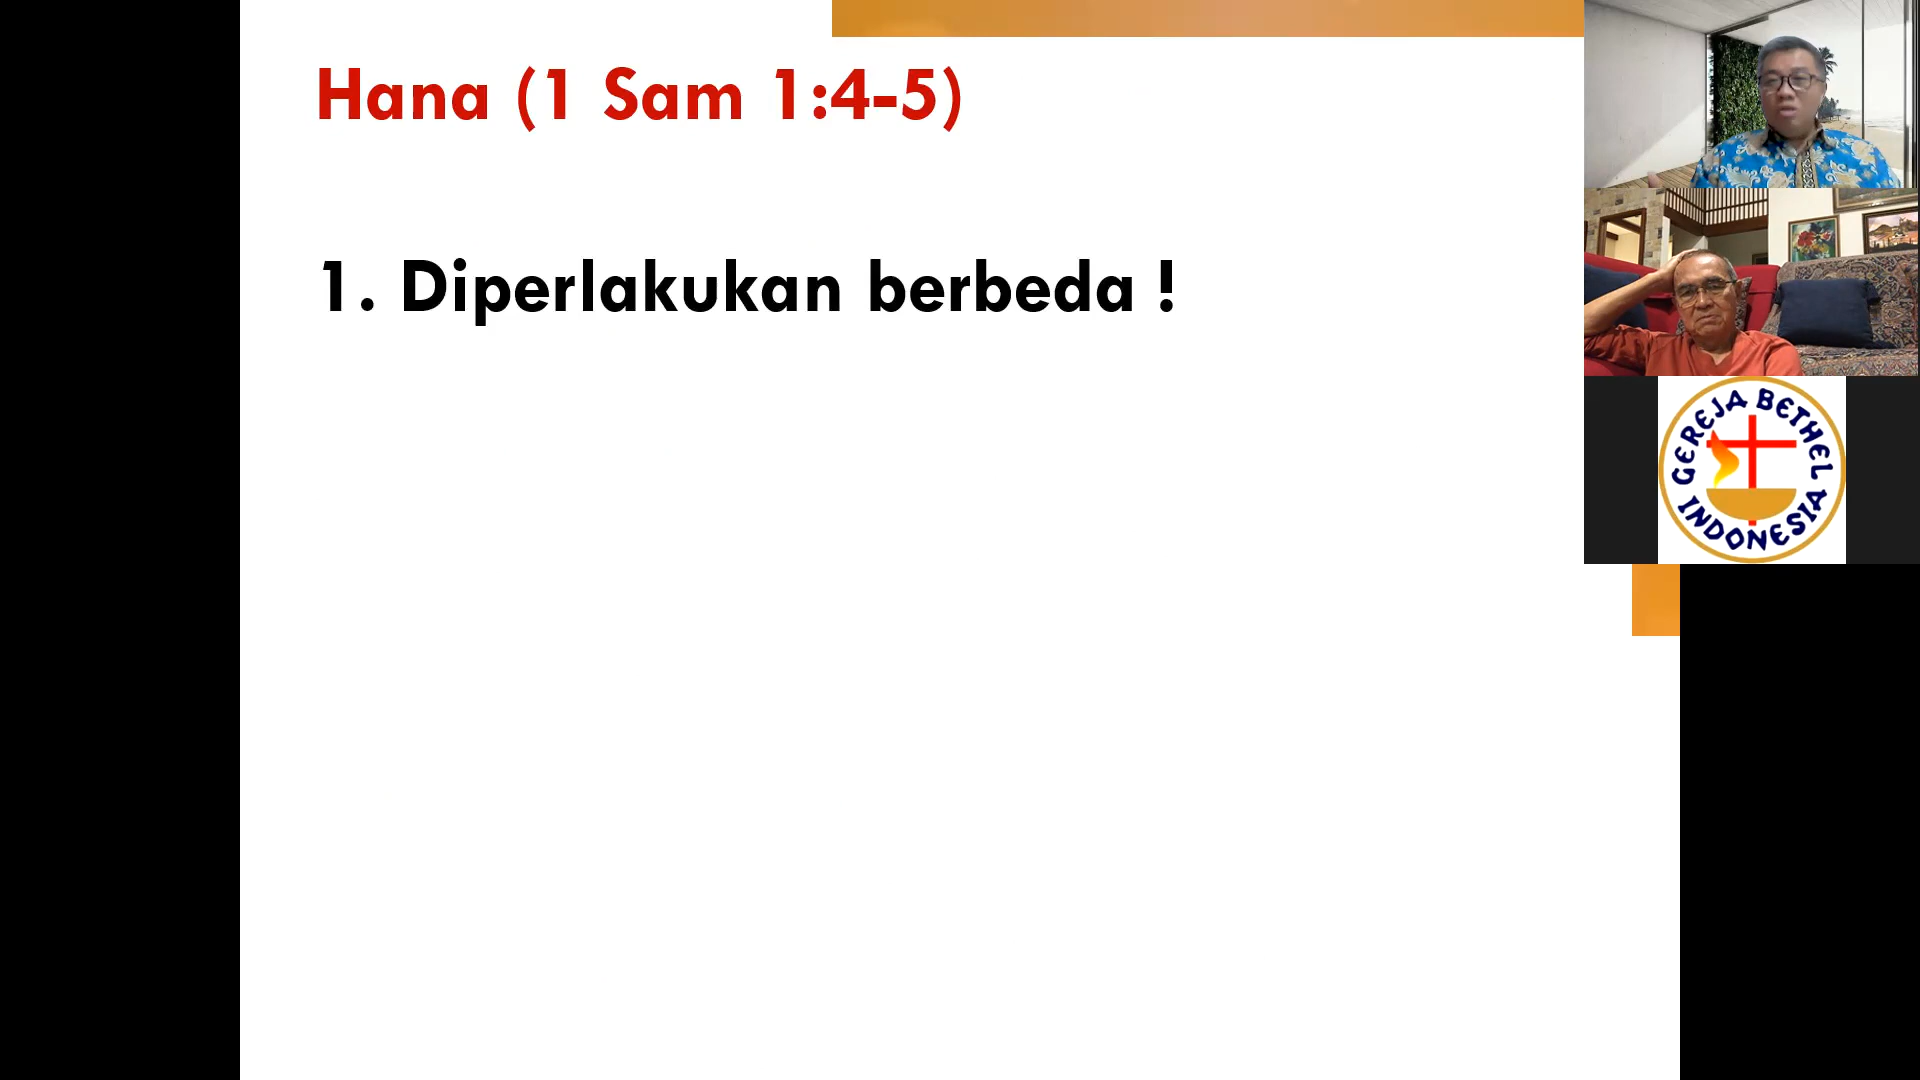 Hana (1 Sam 1:4-5)
1. Diperlakukan berbeda !
GEREJA BETHEL
INDONESIA